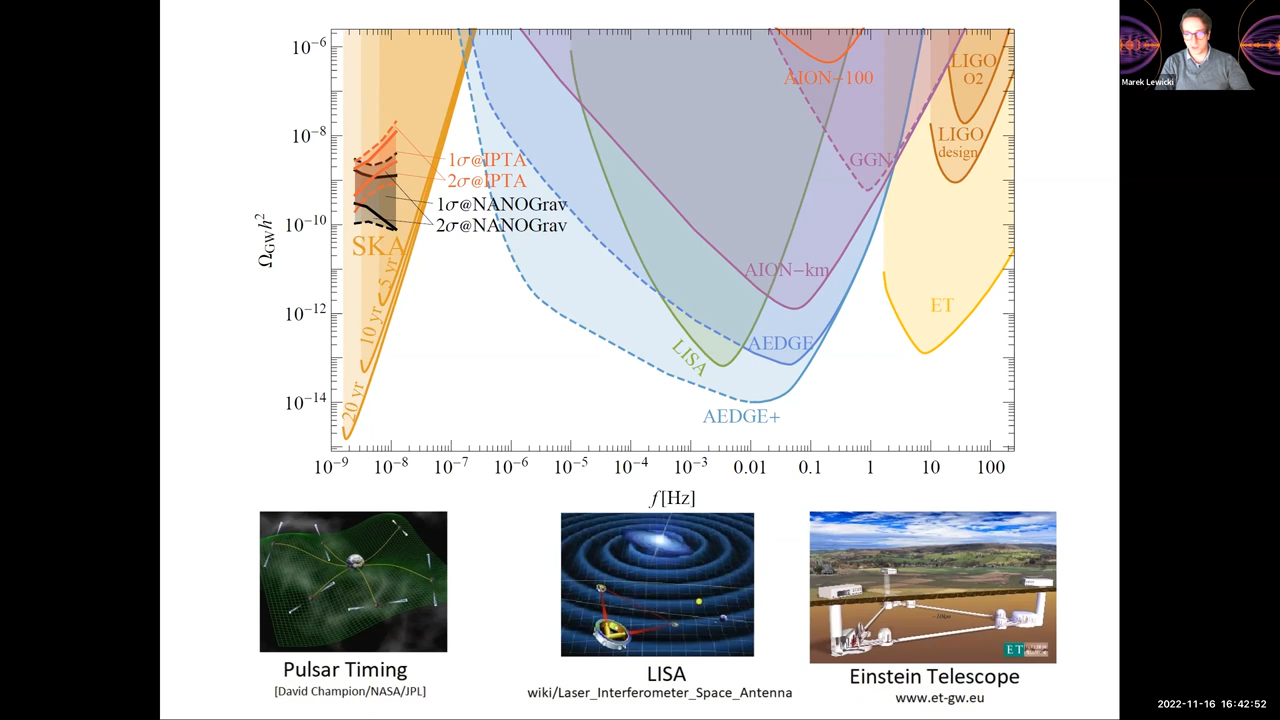 Marek Lewicki
10⁻⁶
10⁻⁸
10⁻¹⁰
10⁻¹²
10⁻¹⁴
Ω_GW h²
AION−100
LIGO
O2
LIGO
design
GGN
1σ@IPTA
2σ@IPTA
1σ@NANOGrav
2σ@NANOGrav
SKA
5 yr
10 yr
20 yr
AION−km
ET
LISA
AEDGE
AEDGE+
10⁻⁹ 10⁻⁸ 10⁻⁷ 10⁻⁶ 10⁻⁵ 10⁻⁴ 10⁻³ 0.01 0.1 1 10 100
f[Hz]
ET
Pulsar Timing
[David Champion/NASA/JPL]
LISA
wiki/Laser_Interferometer_Space_Antenna
Einstein Telescope
www.et-gw.eu
2022-11-16 16:42:52